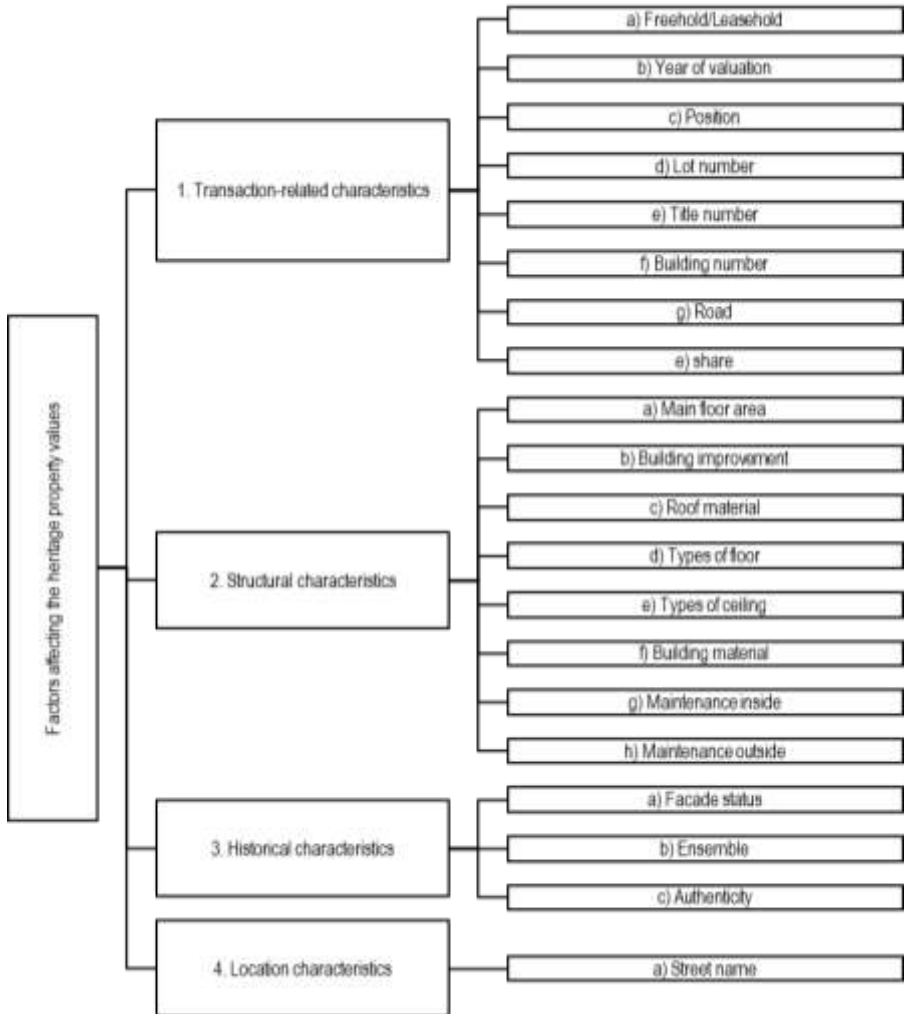 Factors affecting the heritage property values
1. Transaction-related characteristics
a) Freehold/Leasehold
b) Year of valuation
c) Position
d) Lot number
e) Title number
f) Building number
g) Road
e) share
2. Structural characteristics
a) Main floor area
b) Building improvement
c) Roof material
d) Types of floor
e) Types of ceiling
f) Building material
g) Maintenance inside
h) Maintenance outside
3. Historical characteristics
a) Facade status
b) Ensemble
c) Authenticity
4. Location characteristics
a) Street name